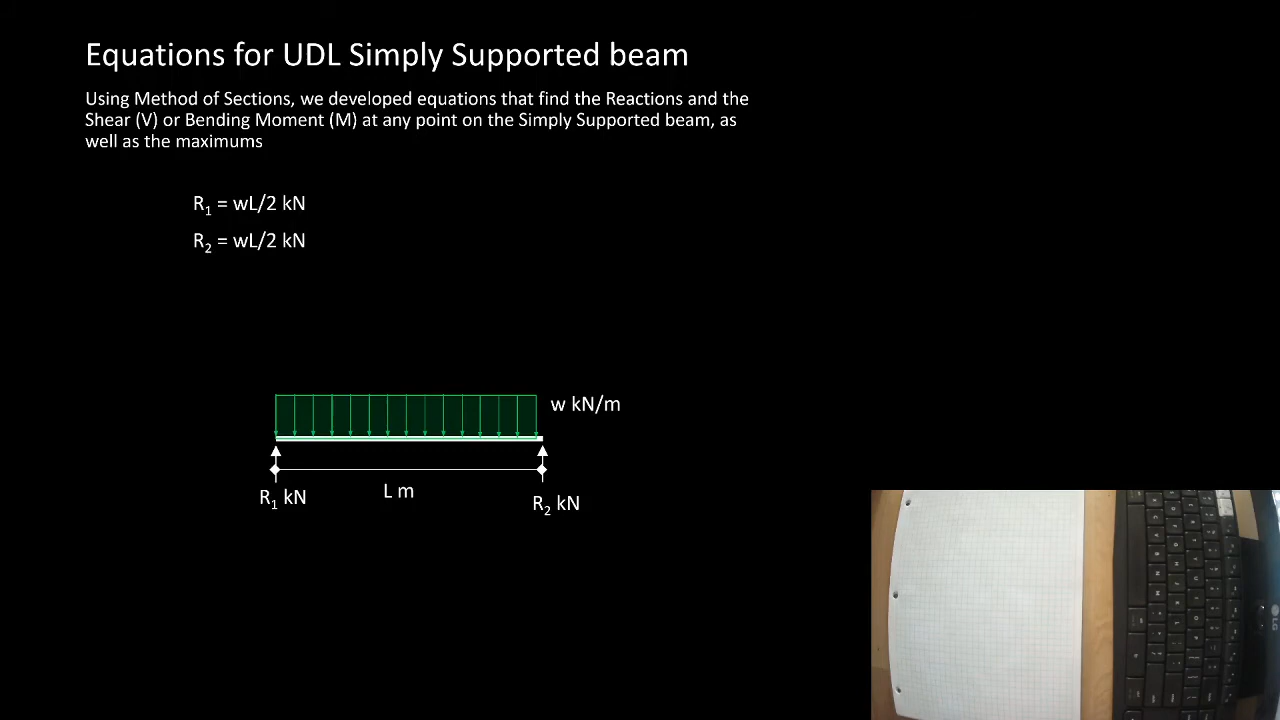 Equations for UDL Simply Supported beam
Using Method of Sections, we developed equations that find the Reactions and the
Shear (V) or Bending Moment (M) at any point on the Simply Supported beam, as
well as the maximums
R₁ = wL/2 kN
R₂ = wL/2 kN
w kN/m
R₁ kN
L m
R₂ kN
LG